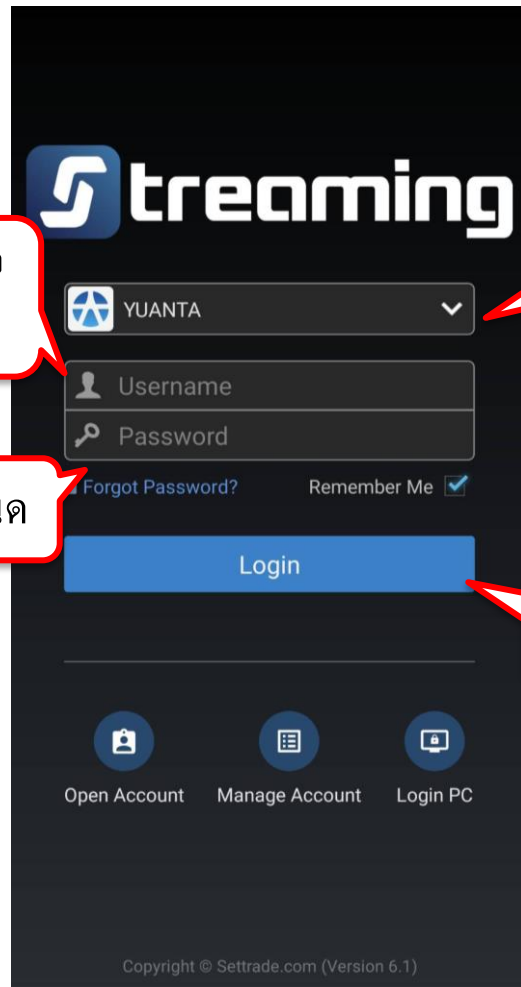 Streaming
YUANTA
Username
Password
Forgot Password?
Remember Me
Login
Open Account
Manage Account
Login PC
Copyright © Settrade.com (Version 6.1)